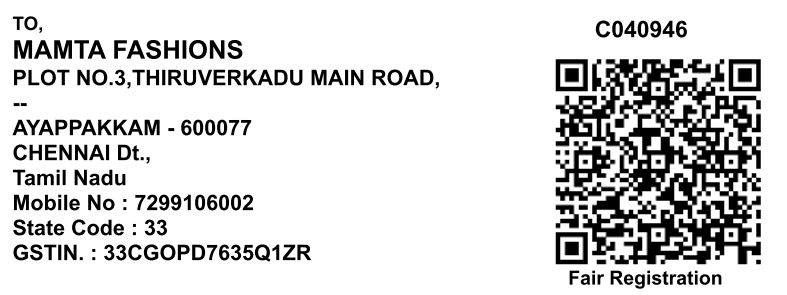 TO,
MAMTA FASHIONS
PLOT NO.3,THIRUVERKADU MAIN ROAD,
--
AYAPPAKKAM - 600077
CHENNAI Dt.,
Tamil Nadu
Mobile No : 7299106002
State Code : 33
GSTIN. : 33CGOPD7635Q1ZR
C040946
Fair Registration